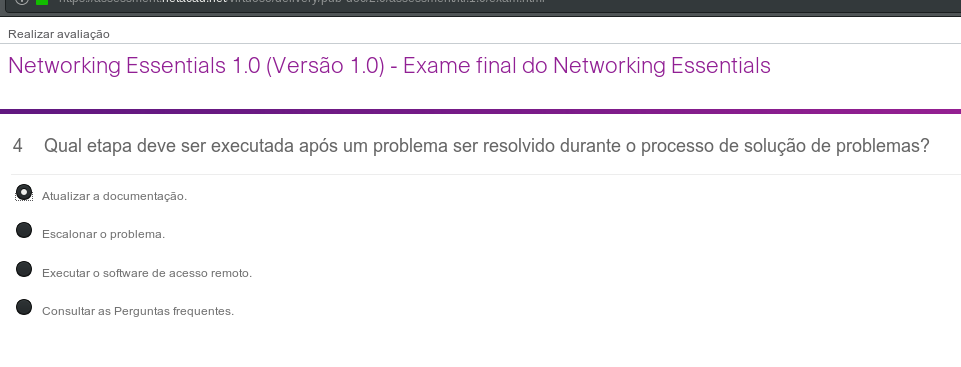 Realizar avaliação
Networking Essentials 1.0 (Versão 1.0) - Exame final do Networking Essentials
4 Qual etapa deve ser executada após um problema ser resolvido durante o processo de solução de problemas?
Atualizar a documentação.
Escalonar o problema.
Executar o software de acesso remoto.
Consultar as Perguntas frequentes.